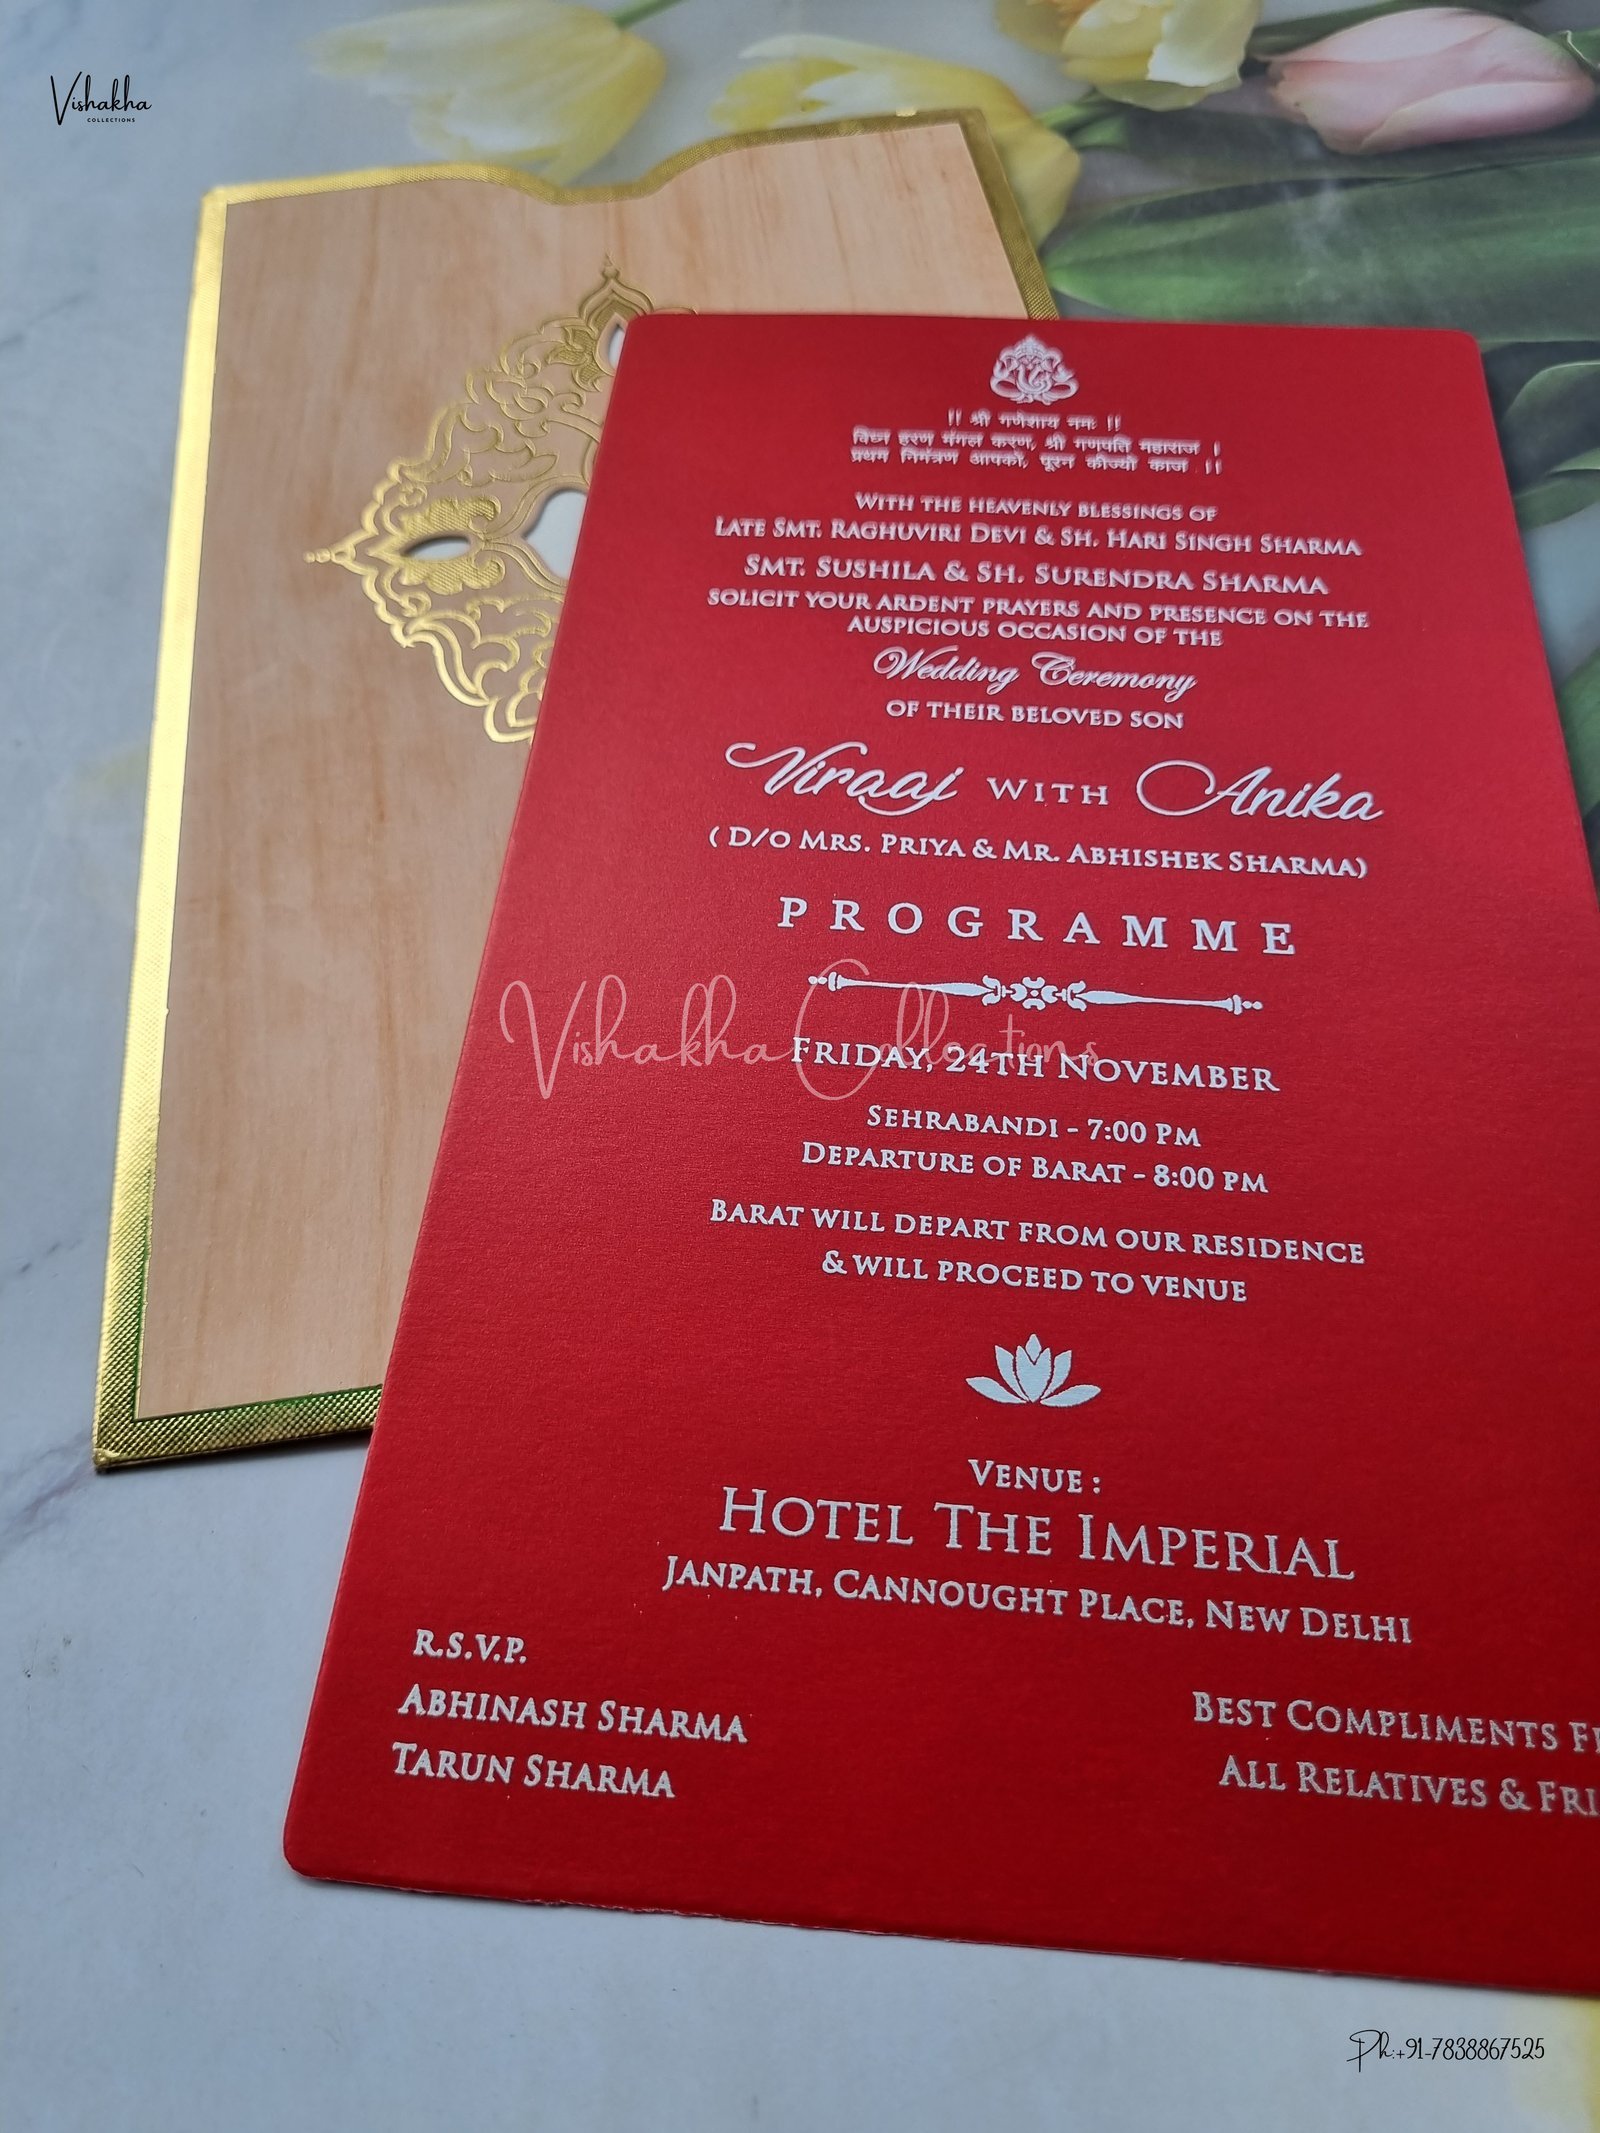 Vishakha
COLLECTIONS
!! श्री गणेशाय नमः !!
विघ्न हरण मंगल करण, श्री गणपति महाराज ।
प्रथम निमंत्रण आपको, पूरन कीज्यो काज ।।
WITH THE HEAVENLY BLESSINGS OF
LATE SMT. RAGHUVIRI DEVI & SH. HARI SINGH SHARMA
SMT. SUSHILA & SH. SURENDRA SHARMA
SOLICIT YOUR ARDENT PRAYERS AND PRESENCE ON THE
AUSPICIOUS OCCASION OF THE
Wedding Ceremony
OF THEIR BELOVED SON
Viraaj WITH Anika
( D/O MRS. PRIYA & MR. ABHISHEK SHARMA)
PROGRAMME
Vishakha Collections
FRIDAY, 24TH NOVEMBER
SEHRABANDI - 7:00 PM
DEPARTURE OF BARAT - 8:00 PM
BARAT WILL DEPART FROM OUR RESIDENCE
& WILL PROCEED TO VENUE
VENUE :
HOTEL THE IMPERIAL
JANPATH, CANNOUGHT PLACE, NEW DELHI
R.S.V.P.
ABHINASH SHARMA
TARUN SHARMA
BEST COMPLIMENTS F
ALL RELATIVES & FRI
Ph:+91-7838867525